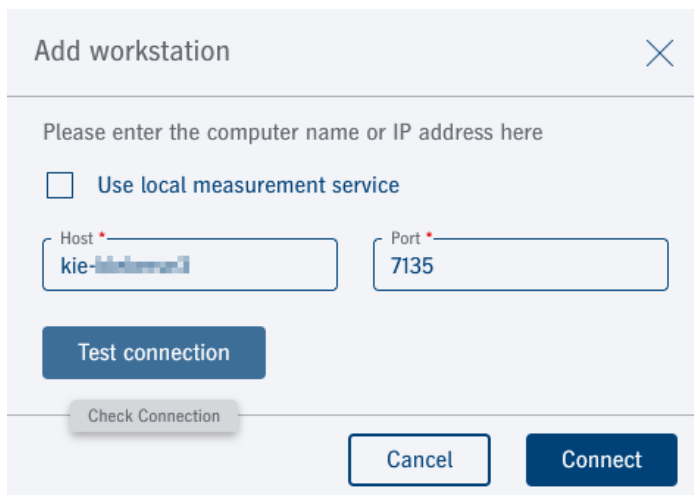 Add workstation
Please enter the computer name or IP address here
Use local measurement service
Host * Port *
kie- 7135
Test connection
Check Connection
Cancel Connect